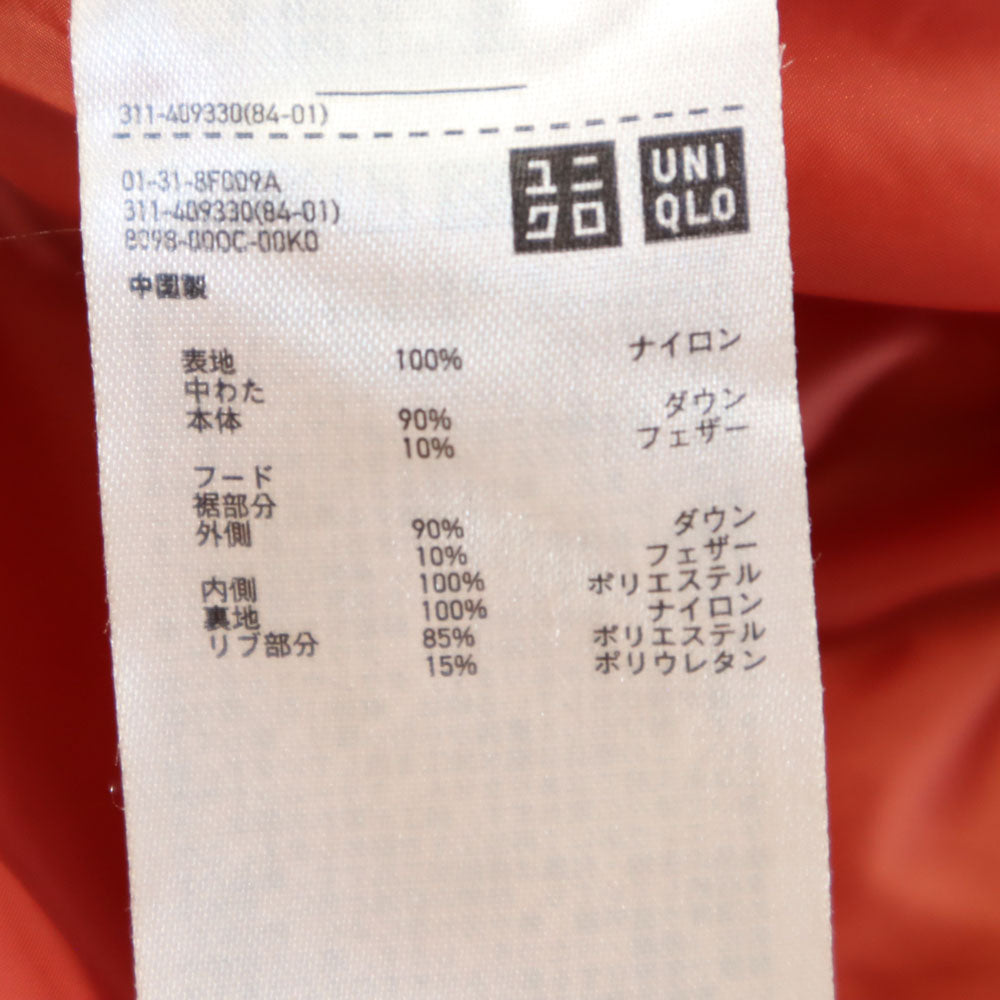 311-409330(84-01)
01-31-8F009A
311-409330(84-01)
8098-000C-00K0
ユニクロ
UNIQLO
中国製
表地 100% ナイロン
中わた
本体 90% ダウン
10% フェザー
フード
裾部分
外側 90% ダウン
10% フェザー
内側 100% ポリエステル
裏地 100% ナイロン
リブ部分 85% ポリエステル
15% ポリウレタン